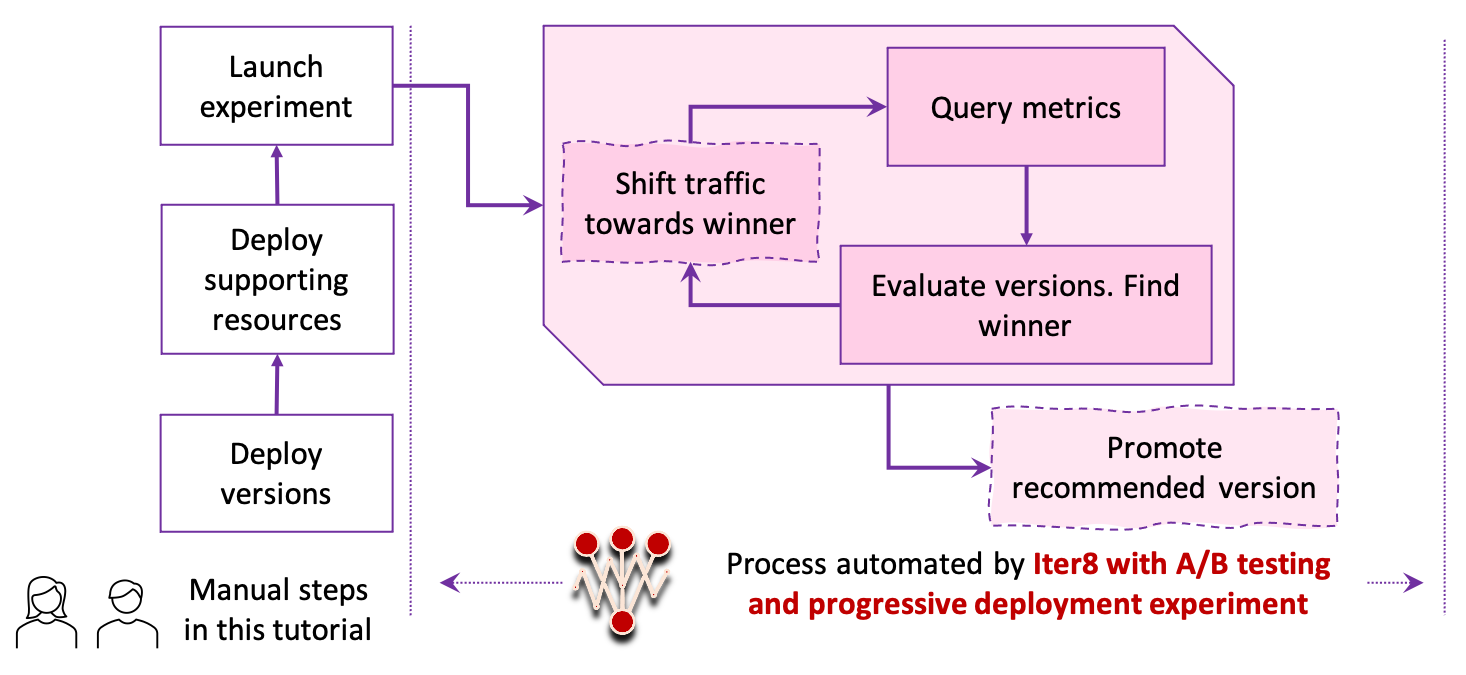 Launch
experiment
Deploy
supporting
resources
Deploy
versions
Manual steps
in this tutorial
Query metrics
Shift traffic
towards winner
Evaluate versions. Find
winner
Promote
recommended version
Process automated by Iter8 with A/B testing
and progressive deployment experiment